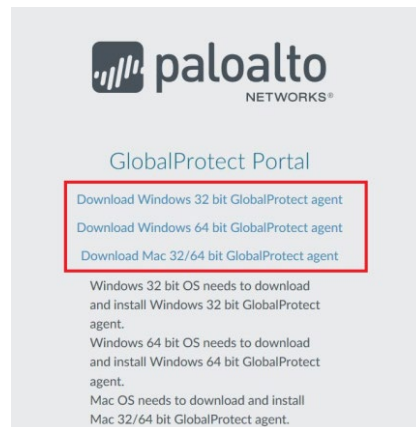 paloalto
NETWORKS®
GlobalProtect Portal
Download Windows 32 bit GlobalProtect agent
Download Windows 64 bit GlobalProtect agent
Download Mac 32/64 bit GlobalProtect agent
Windows 32 bit OS needs to download
and install Windows 32 bit GlobalProtect
agent.
Windows 64 bit OS needs to download
and install Windows 64 bit GlobalProtect
agent.
Mac OS needs to download and install
Mac 32/64 bit GlobalProtect agent.